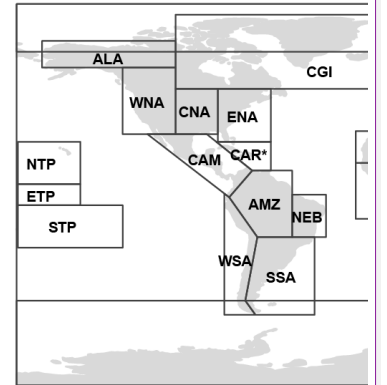 ALA
CGI
WNA
CNA
ENA
NTP
CAM
CAR*
ETP
AMZ
STP
NEB
WSA
SSA